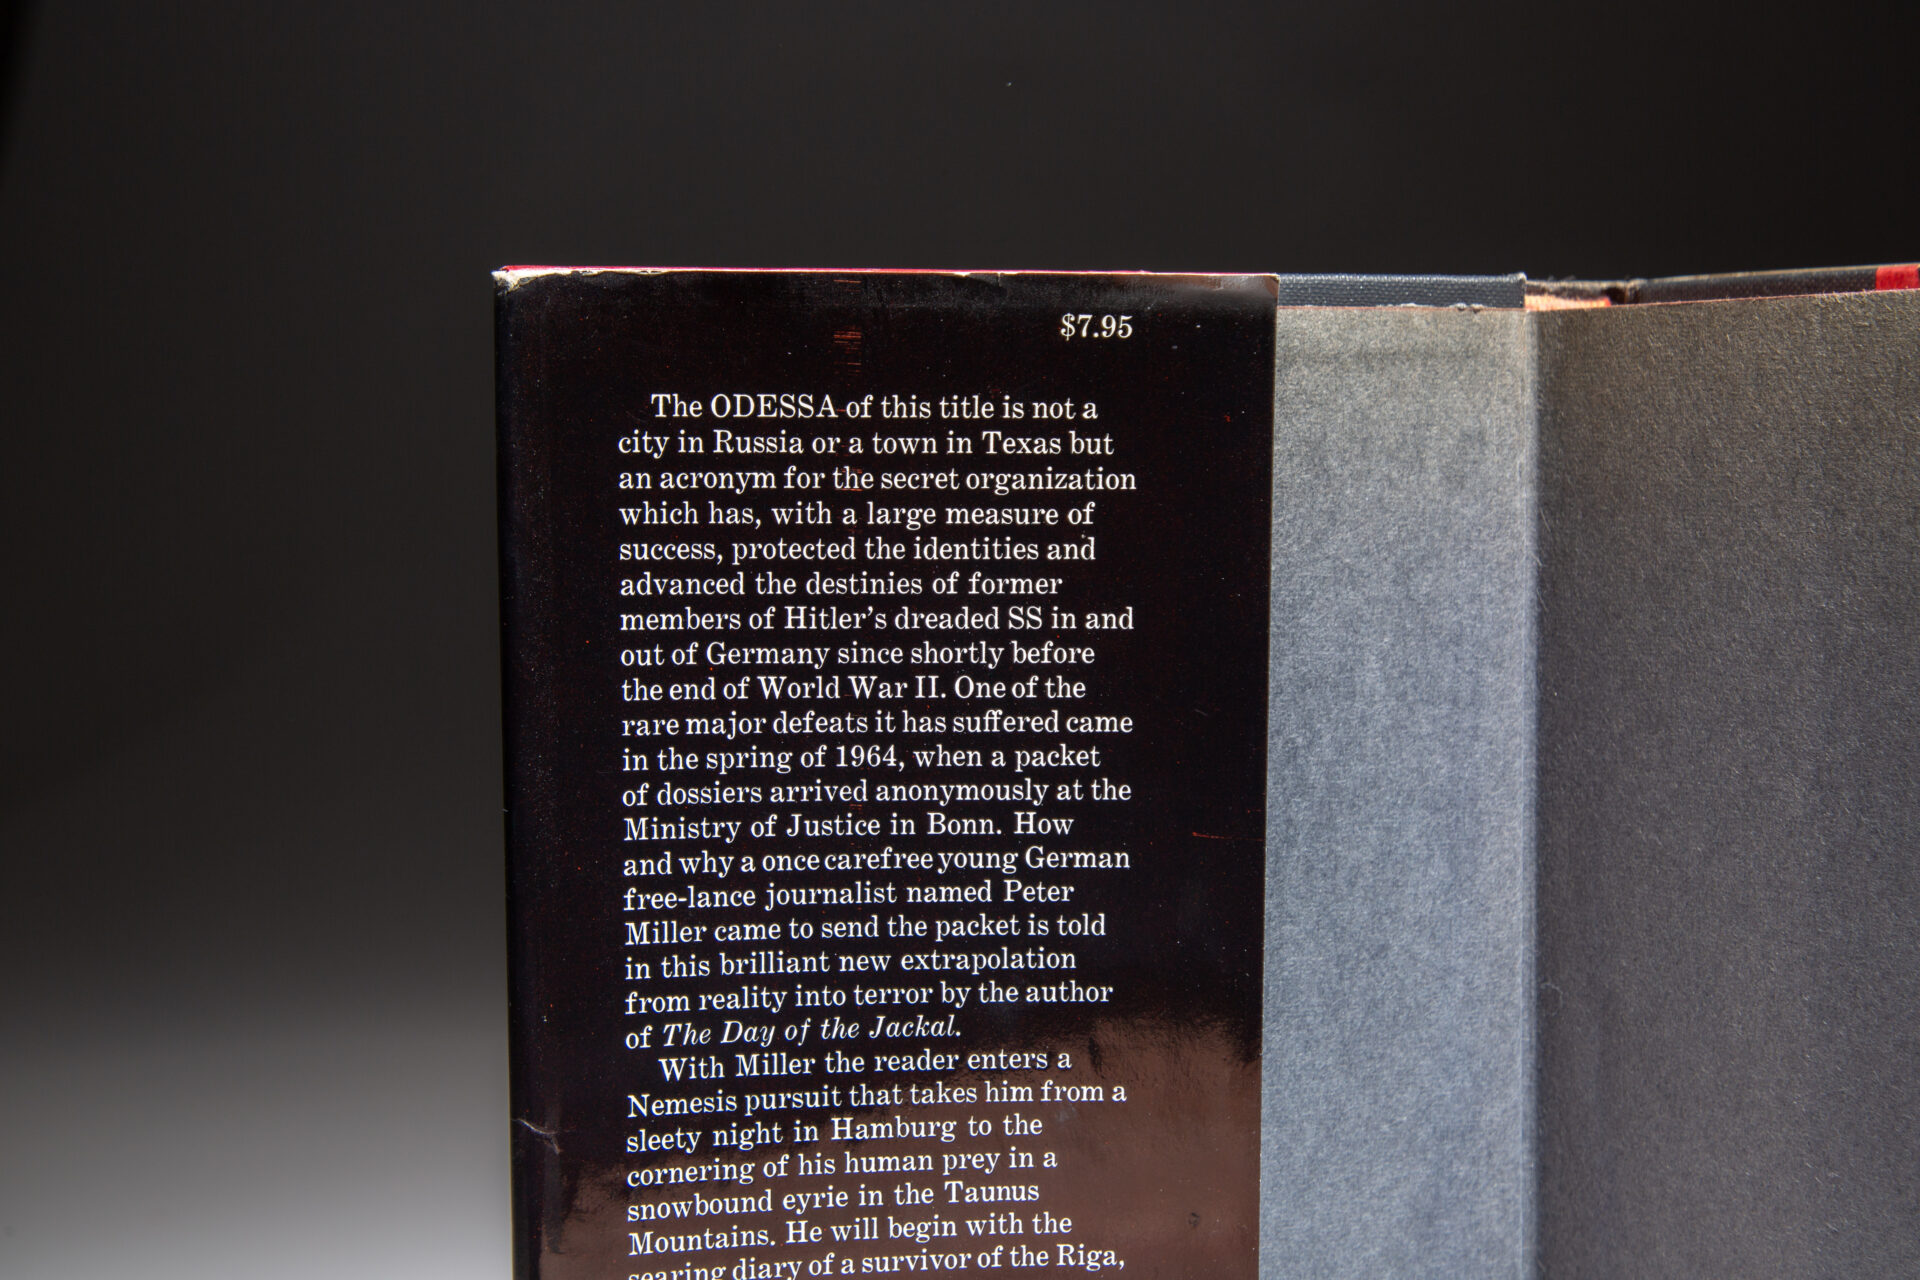 $7.95
The ODESSA of this title is not a
city in Russia or a town in Texas but
an acronym for the secret organization
which has, with a large measure of
success, protected the identities and
advanced the destinies of former
members of Hitler's dreaded SS in and
out of Germany since shortly before
the end of World War II. One of the
rare major defeats it has suffered came
in the spring of 1964, when a packet
of dossiers arrived anonymously at the
Ministry of Justice in Bonn. How
and why a once carefree young German
free-lance journalist named Peter
Miller came to send the packet is told
in this brilliant new extrapolation
from reality into terror by the author
of The Day of the Jackal.
With Miller the reader enters a
Nemesis pursuit that takes him from a
sleety night in Hamburg to the
cornering of his human prey in a
snowbound eyrie in the Taunus
Mountains. He will begin with the
searing diary of a survivor of the Riga,